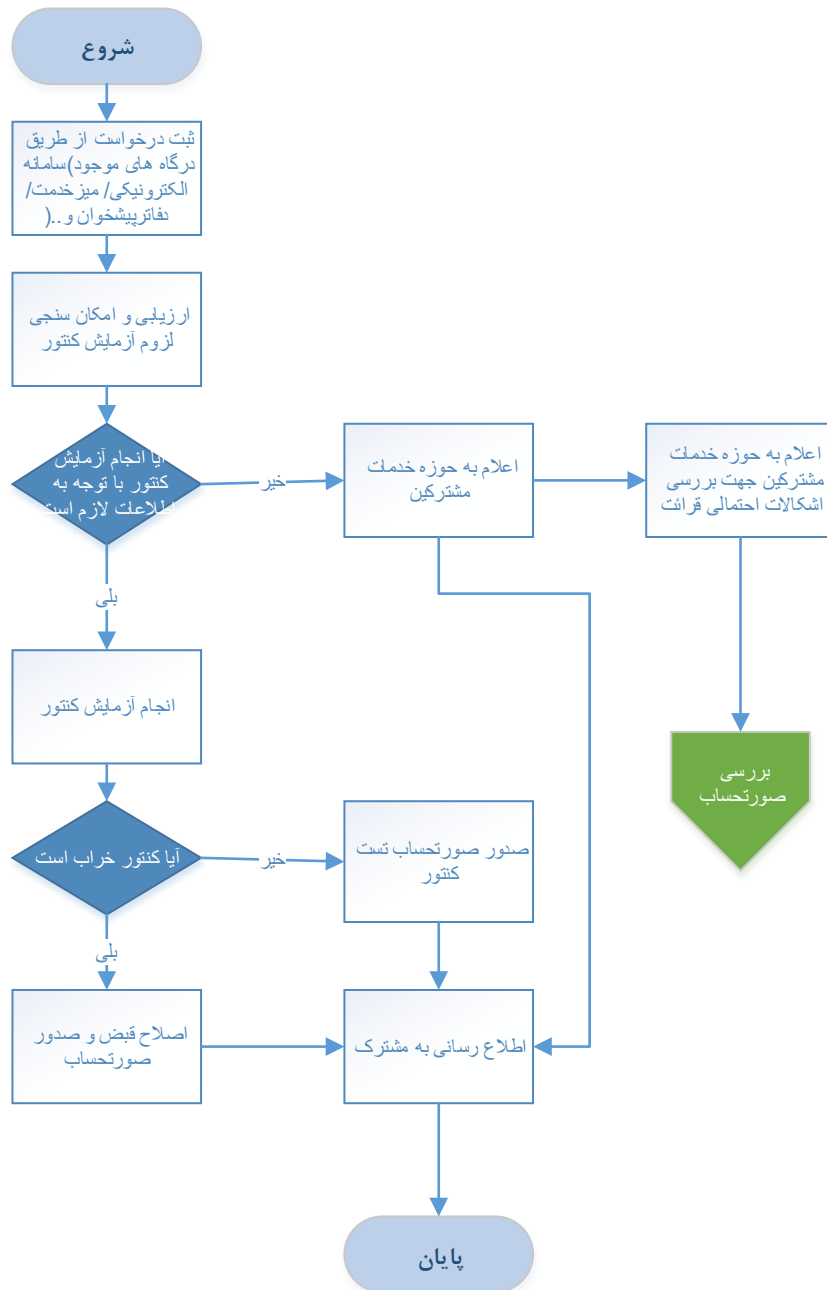 شروع
ثبت درخواست از طریق
درگاه های موجود)سامانه
الکترونیکی/ میزخدمت/
دفاترپیشخوان و..(
ارزیابی و امکان سنجی
لزوم آزمایش کنتور
آیا انجام آزمایش
کنتور با توجه به
اطلاعات لازم است
خیر
اعلام به حوزه خدمات
مشترکین
اعلام به حوزه خدمات
مشترکین جهت بررسی
اشکالات احتمالی قرائت
بلی
انجام آزمایش کنتور
بررسی
صورتحساب
آیا کنتور خراب است
خیر
صدور صورتحساب تست
کنتور
بلی
اصلاح قبض و صدور
صورتحساب
اطلاع رسانی به مشترک
پایان